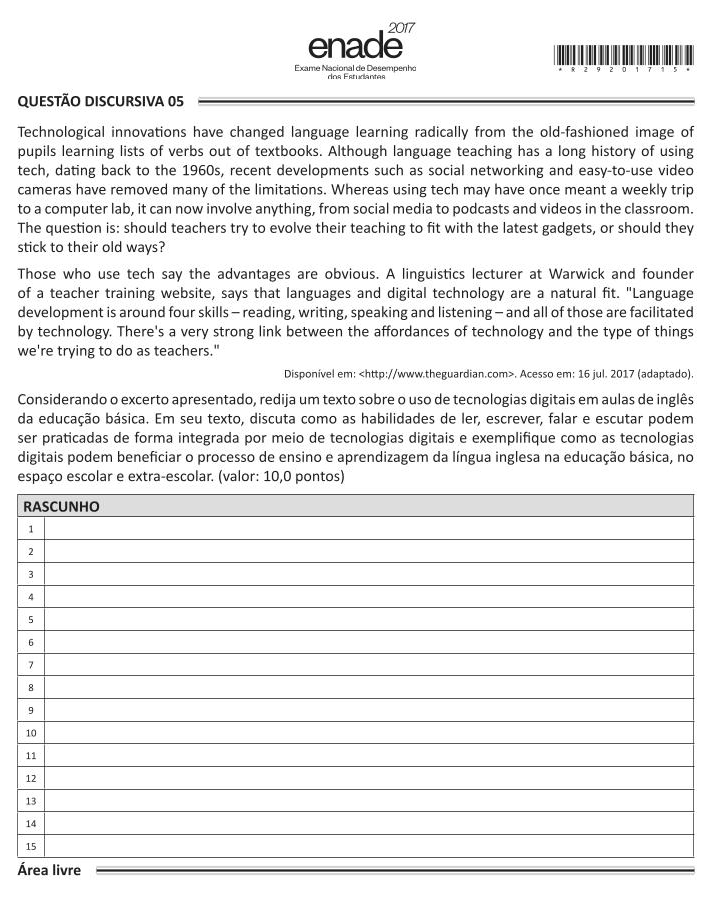 2017
enade
Exame Nacional de Desempenho
dos Estudantes
*R2920171 5*
QUESTÃO DISCURSIVA 05
Technological innovations have changed language learning radically from the old-fashioned image of
pupils learning lists of verbs out of textbooks. Although language teaching has a long history of using
tech, dating back to the 1960s, recent developments such as social networking and easy-to-use video
cameras have removed many of the limitations. Whereas using tech may have once meant a weekly trip
to a computer lab, it can now involve anything, from social media to podcasts and videos in the classroom.
The question is: should teachers try to evolve their teaching to fit with the latest gadgets, or should they
stick to their old ways?
Those who use tech say the advantages are obvious. A linguistics lecturer at Warwick and founder
of a teacher training website, says that languages and digital technology are a natural fit. "Language
development is around four skills – reading, writing, speaking and listening – and all of those are facilitated
by technology. There's a very strong link between the affordances of technology and the type of things
we're trying to do as teachers."
Disponível em: <http://www.theguardian.com>. Acesso em: 16 jul. 2017 (adaptado).
Considerando o excerto apresentado, redija um texto sobre o uso de tecnologias digitais em aulas de inglês
da educação básica. Em seu texto, discuta como as habilidades de ler, escrever, falar e escutar podem
ser praticadas de forma integrada por meio de tecnologias digitais e exemplifique como as tecnologias
digitais podem beneficiar o processo de ensino e aprendizagem da língua inglesa na educação básica, no
espaço escolar e extra-escolar. (valor: 10,0 pontos)
RASCUNHO
1
2
3
4
5
6
7
8
9
10
11
12
13
14
15
Área livre